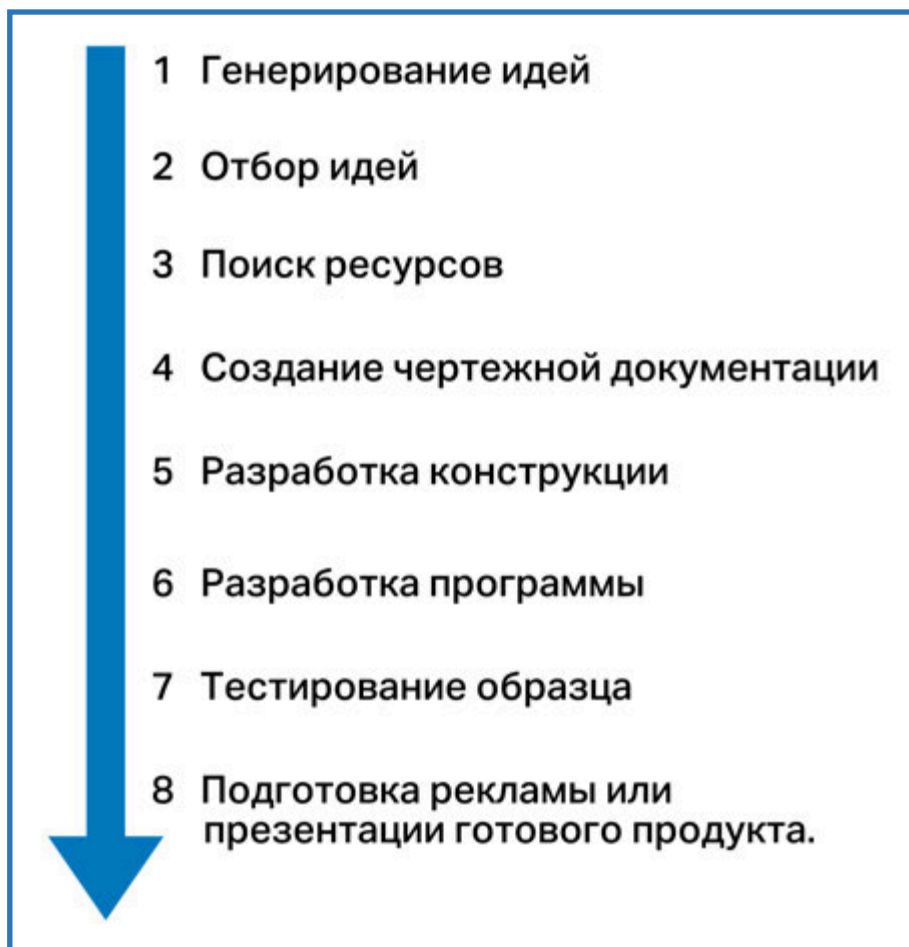 1 Генерирование идей
2 Отбор идей
3 Поиск ресурсов
4 Создание чертежной документации
5 Разработка конструкции
6 Разработка программы
7 Тестирование образца
8 Подготовка рекламы или
презентации готового продукта.